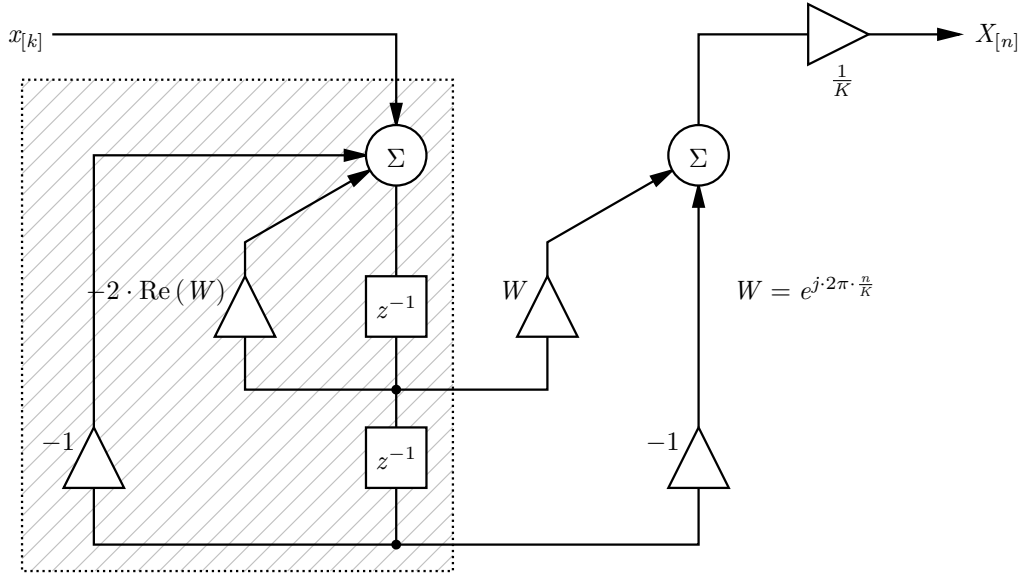 x[k]
X[n]
1/K
Σ
Σ
−2 · Re ( W )
z−1
W
W = e^{j·2π·n/K}
−1
z−1
−1